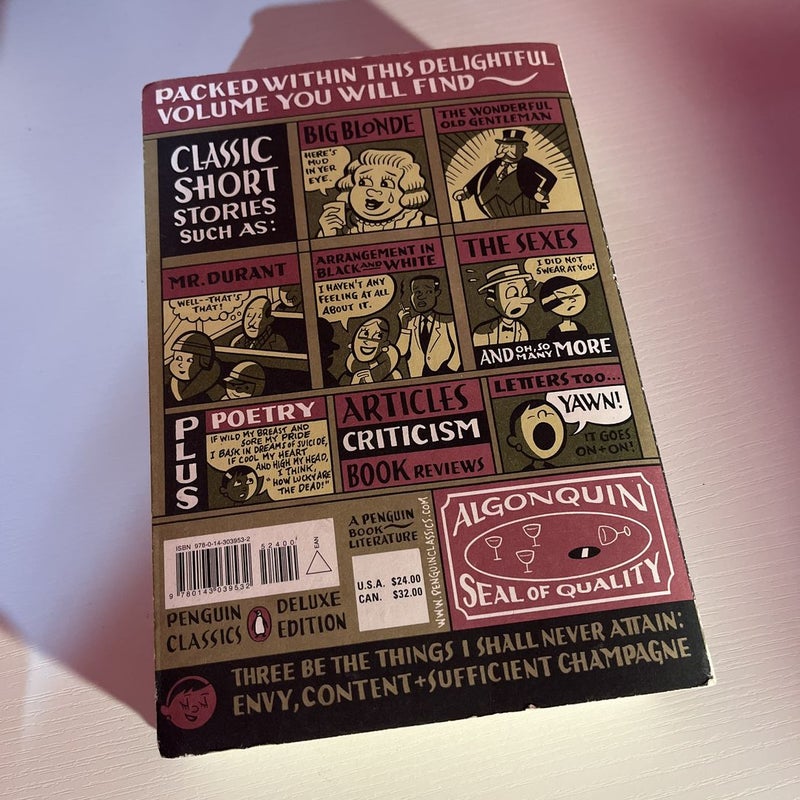 PACKED WITHIN THIS DELIGHTFUL
VOLUME YOU WILL FIND
CLASSIC
SHORT
STORIES
SUCH AS:
BIG BLONDE
HERE'S
MUD
IN YER
EYE.
THE WONDERFUL
OLD GENTLEMAN
MR. DURANT
WELL--THAT'S
THAT!
ARRANGEMENT IN
BLACK AND WHITE
I HAVEN'T ANY
FEELING AT ALL
ABOUT IT.
THE SEXES
I DID NOT
SWEAR AT YOU!
AND OH, SO MANY MORE
PLUS
POETRY
IF WILD MY BREAST AND
SORE MY PRIDE
I BASK IN DREAMS OF SUICIDE,
IF COOL MY HEART
AND HIGH MY HEAD,
I THINK,
"HOW LUCKY ARE
THE DEAD!"
ARTICLES
CRITICISM
BOOK REVIEWS
LETTERS TOO...
YAWN!
IT GOES
ON+ON!
ISBN 978-0-14-303953-2
52400
EAN
9 780143 039532
A PENGUIN
BOOK
LITERATURE
U.S.A. $24.00
CAN. $32.00
WWW.PENGUINCLASSICS.COM
PENGUIN
CLASSICS
DELUXE
EDITION
ALGONQUIN
SEAL OF QUALITY
THREE BE THE THINGS I SHALL NEVER ATTAIN:
ENVY, CONTENT+SUFFICIENT CHAMPAGNE